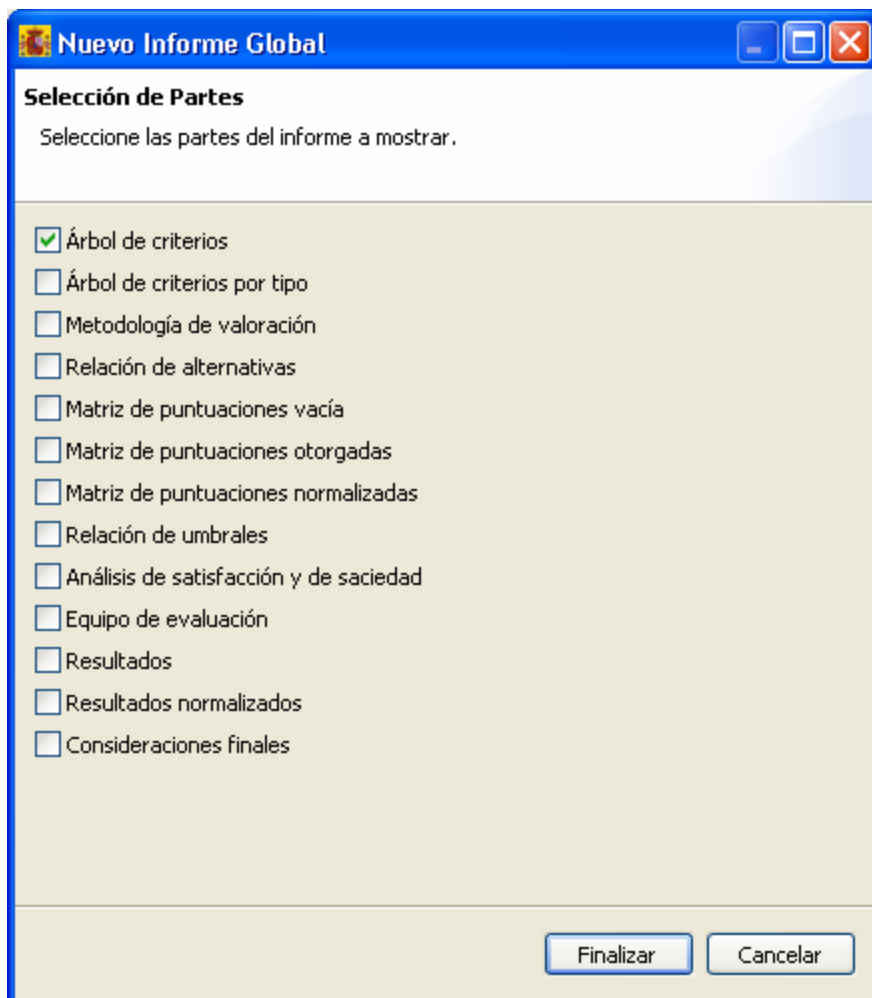 Nuevo Informe Global
Selección de Partes
Seleccione las partes del informe a mostrar.
Árbol de criterios
Árbol de criterios por tipo
Metodología de valoración
Relación de alternativas
Matriz de puntuaciones vacía
Matriz de puntuaciones otorgadas
Matriz de puntuaciones normalizadas
Relación de umbrales
Análisis de satisfacción y de saciedad
Equipo de evaluación
Resultados
Resultados normalizados
Consideraciones finales
Finalizar Cancelar